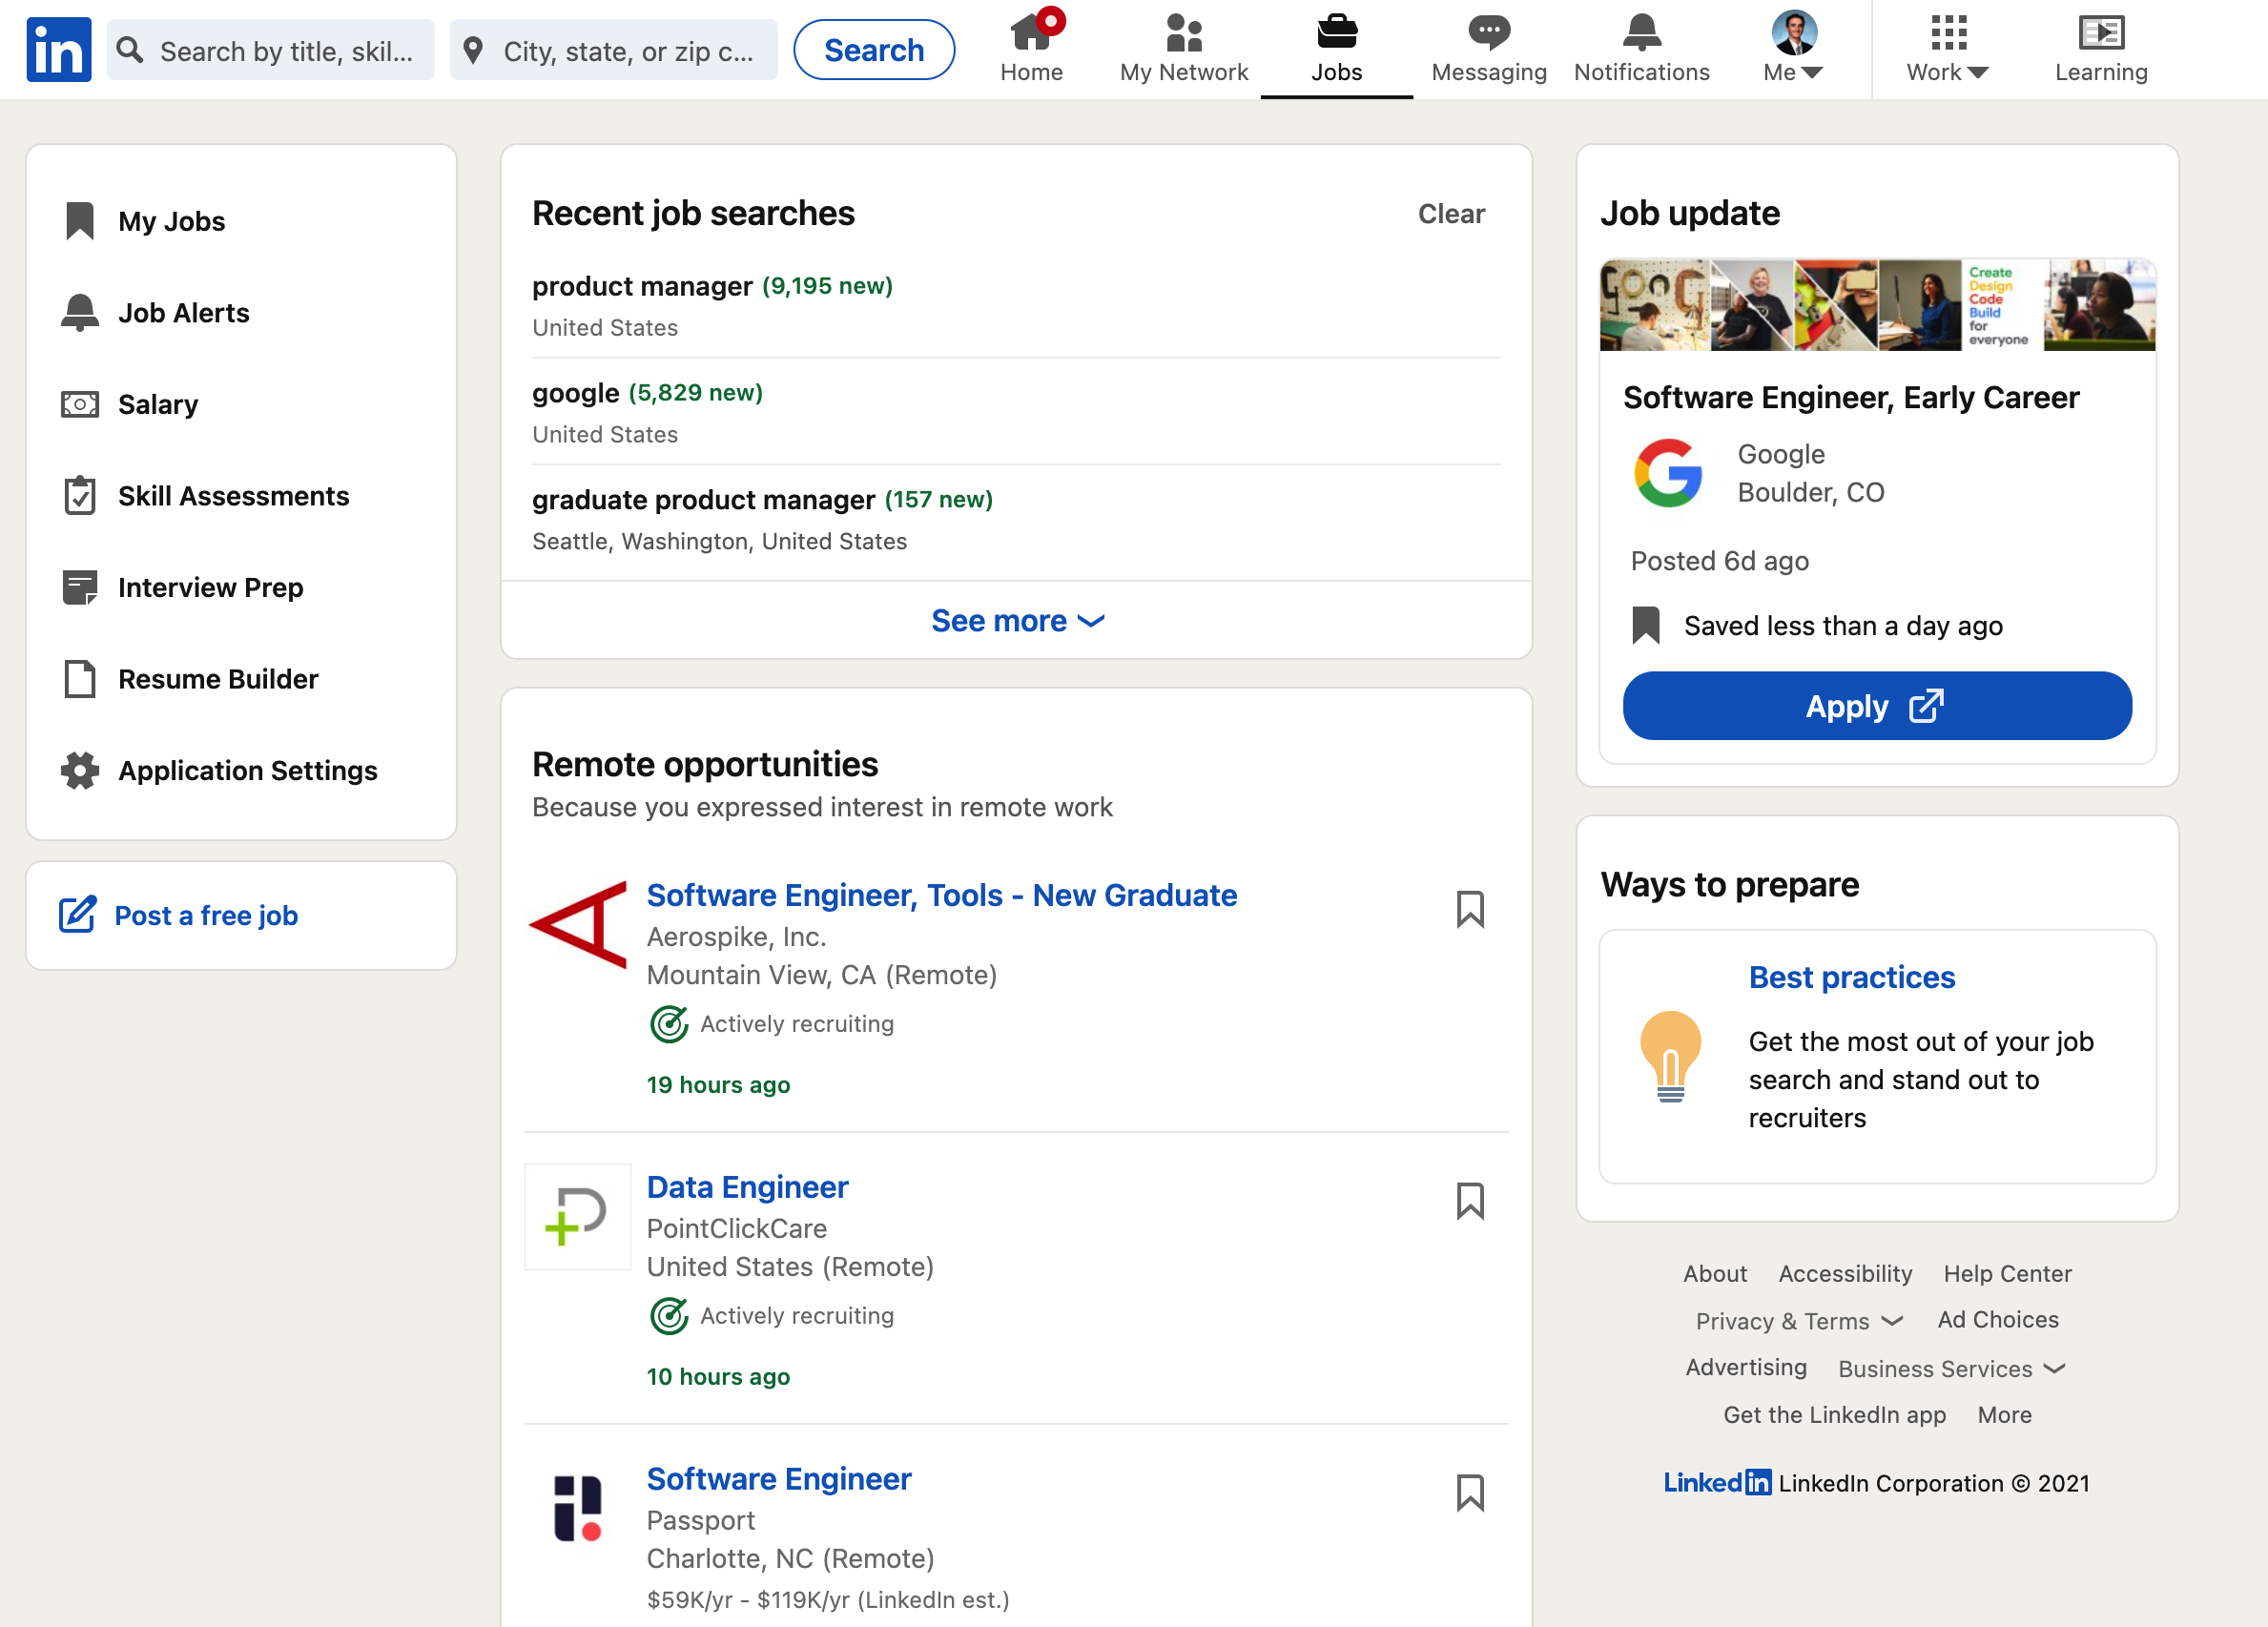 in
Search by title, skil...
City, state, or zip c...
Search
Home
My Network
Jobs
Messaging
Notifications
Me
Work
Learning
My Jobs
Job Alerts
Salary
Skill Assessments
Interview Prep
Resume Builder
Application Settings
Post a free job
Recent job searches
Clear
product manager (9,195 new)
United States
google (5,829 new)
United States
graduate product manager (157 new)
Seattle, Washington, United States
See more
Remote opportunities
Because you expressed interest in remote work
Software Engineer, Tools - New Graduate
Aerospike, Inc.
Mountain View, CA (Remote)
Actively recruiting
19 hours ago
Data Engineer
PointClickCare
United States (Remote)
Actively recruiting
10 hours ago
Software Engineer
Passport
Charlotte, NC (Remote)
$59K/yr - $119K/yr (LinkedIn est.)
Job update
GOOG
Create
Design
Code
Build
for
everyone
Software Engineer, Early Career
Google
Boulder, CO
Posted 6d ago
Saved less than a day ago
Apply
Ways to prepare
Best practices
Get the most out of your job
search and stand out to
recruiters
About Accessibility Help Center
Privacy & Terms Ad Choices
Advertising Business Services
Get the LinkedIn app More
LinkedIn LinkedIn Corporation © 2021